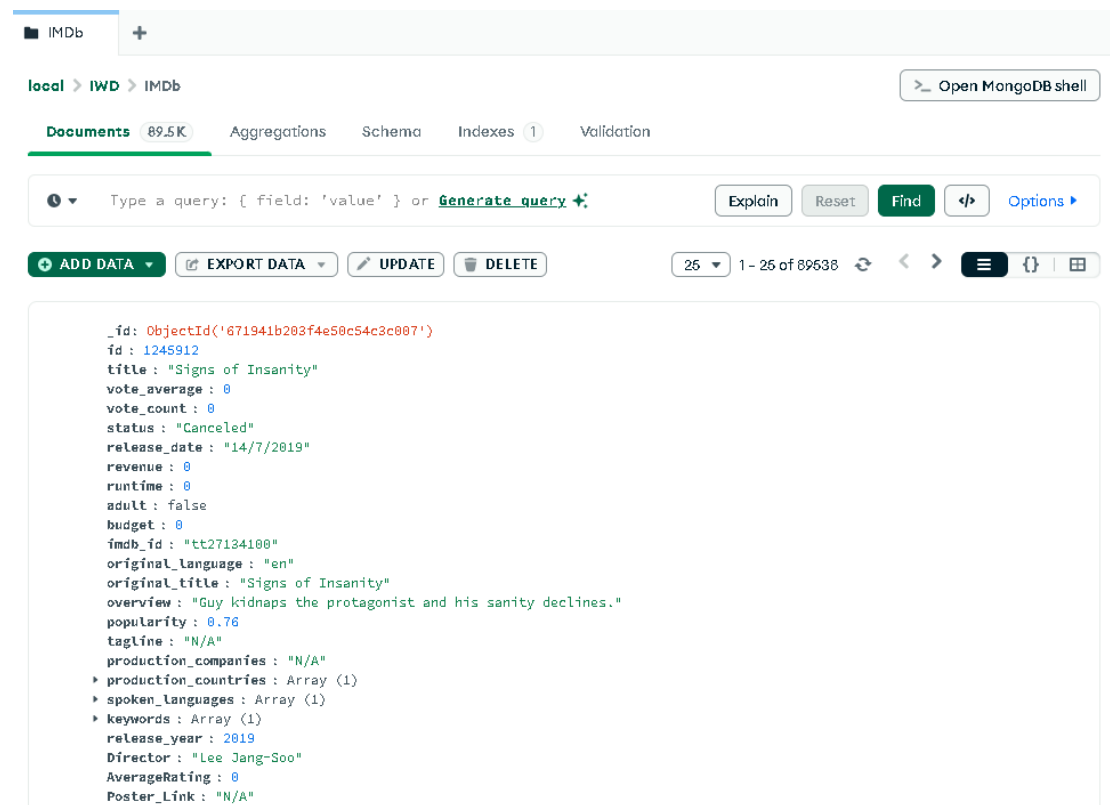 IMDb
local > IWD > IMDb
>_ Open MongoDB shell
Documents 89.5K Aggregations Schema Indexes 1 Validation
Type a query: { field: 'value' } or Generate query
Explain Reset Find </> Options
ADD DATA EXPORT DATA UPDATE DELETE
25 1 – 25 of 89538 {}
_id: ObjectId('671941b203f4e50c54c3c007')
id : 1245912
title : "Signs of Insanity"
vote_average : 0
vote_count : 0
status : "Canceled"
release_date : "14/7/2019"
revenue : 0
runtime : 0
adult : false
budget : 0
imdb_id : "tt27134100"
original_language : "en"
original_title : "Signs of Insanity"
overview : "Guy kidnaps the protagonist and his sanity declines."
popularity : 0.76
tagline : "N/A"
production_companies : "N/A"
production_countries : Array (1)
spoken_languages : Array (1)
keywords : Array (1)
release_year : 2019
Director : "Lee Jang-Soo"
AverageRating : 0
Poster_Link : "N/A"